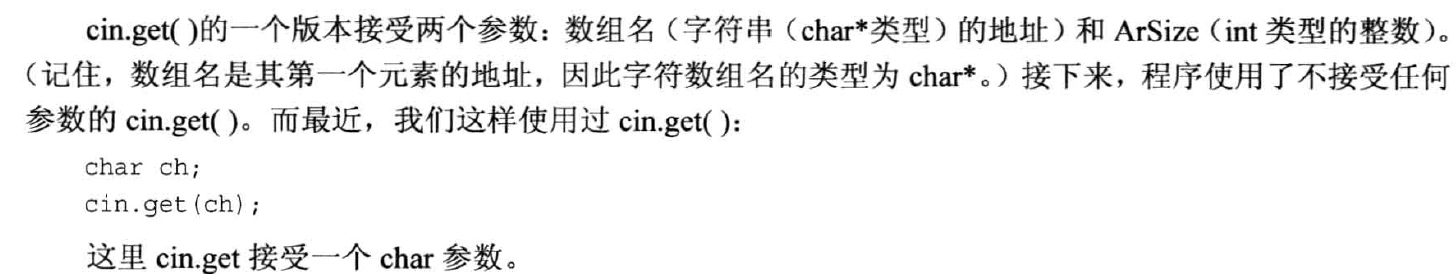 cin.get( )的一个版本接受两个参数：数组名（字符串（char*类型）的地址）和 ArSize（int 类型的整数）。
（记住，数组名是其第一个元素的地址，因此字符数组名的类型为 char*。）接下来，程序使用了不接受任何
参数的 cin.get( )。而最近，我们这样使用过 cin.get( )：
char ch;
cin.get(ch);
这里 cin.get 接受一个 char 参数。